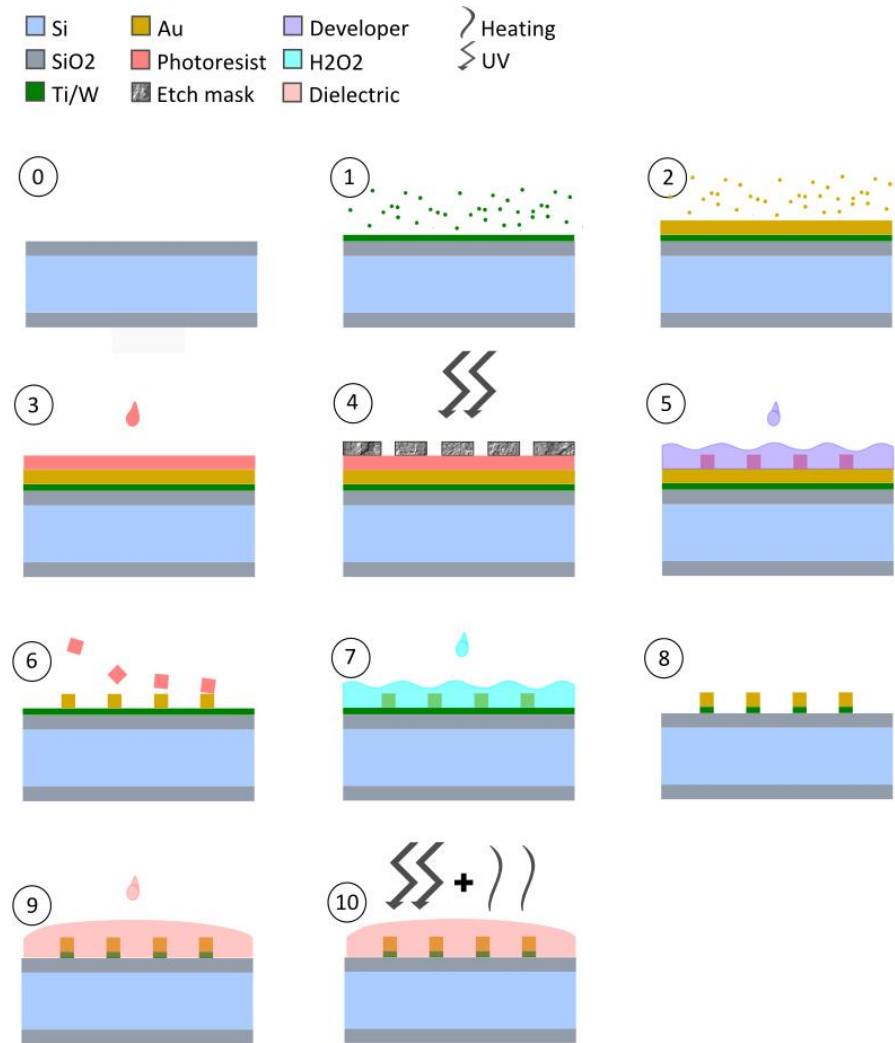 Si Au Developer Heating
SiO2 Photoresist H2O2 UV
Ti/W Etch mask Dielectric
0 1 2
3 4 5
6 7 8
9 10 +